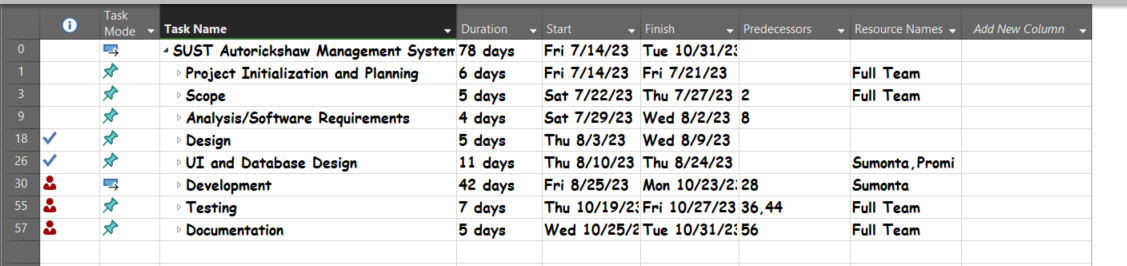 Task Mode Task Name Duration Start Finish Predecessors Resource Names Add New Column
0 SUST Autorickshaw Management System 78 days Fri 7/14/23 Tue 10/31/23
1 Project Initialization and Planning 6 days Fri 7/14/23 Fri 7/21/23 Full Team
3 Scope 5 days Sat 7/22/23 Thu 7/27/23 2 Full Team
9 Analysis/Software Requirements 4 days Sat 7/29/23 Wed 8/2/23 8
18 Design 5 days Thu 8/3/23 Wed 8/9/23
26 UI and Database Design 11 days Thu 8/10/23 Thu 8/24/23 Sumonta,Promi
30 Development 42 days Fri 8/25/23 Mon 10/23/2 28 Sumonta
55 Testing 7 days Thu 10/19/23 Fri 10/27/23 36,44 Full Team
57 Documentation 5 days Wed 10/25/2 Tue 10/31/23 56 Full Team